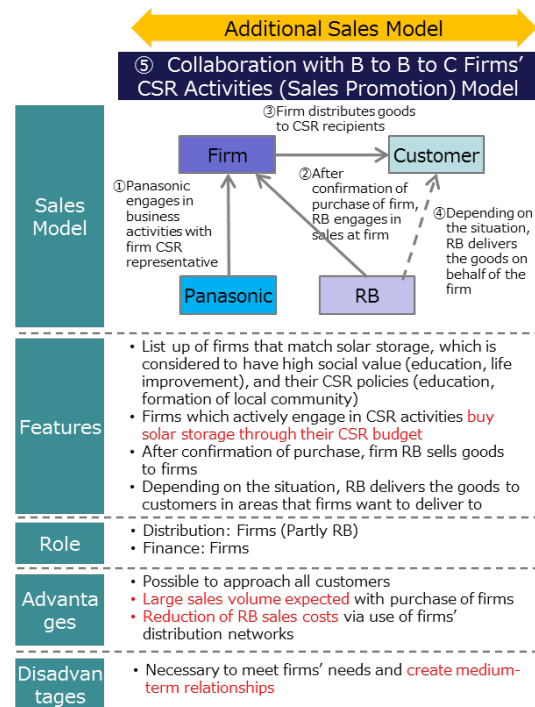 Additional Sales Model
⑤ Collaboration with B to B to C Firms'
CSR Activities (Sales Promotion) Model
Sales
Model
③Firm distributes goods
to CSR recipients
Firm
Customer
①Panasonic
engages in
business
activities with
firm CSR
representative
②After
confirmation of
purchase of firm,
RB engages in
sales at firm
④Depending on
the situation, RB
delivers the
goods on
behalf of the
firm
Panasonic
RB
Features
• List up of firms that match solar storage, which is
considered to have high social value (education, life
improvement), and their CSR policies (education,
formation of local community)
• Firms which actively engage in CSR activities buy
solar storage through their CSR budget
• After confirmation of purchase, firm RB sells goods
to firms
• Depending on the situation, RB delivers the goods to
customers in areas that firms want to deliver to
Role
• Distribution: Firms (Partly RB)
• Finance: Firms
Advanta
ges
• Possible to approach all customers
• Large sales volume expected with purchase of firms
• Reduction of RB sales costs via use of firms'
distribution networks
Disadvan
tages
• Necessary to meet firms' needs and create medium-
term relationships